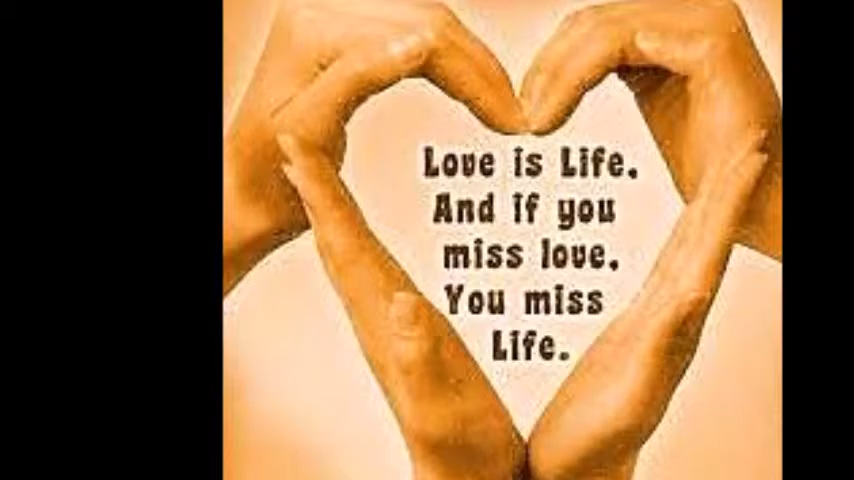 Love is Life.
And if you
miss love.
You miss
Life.